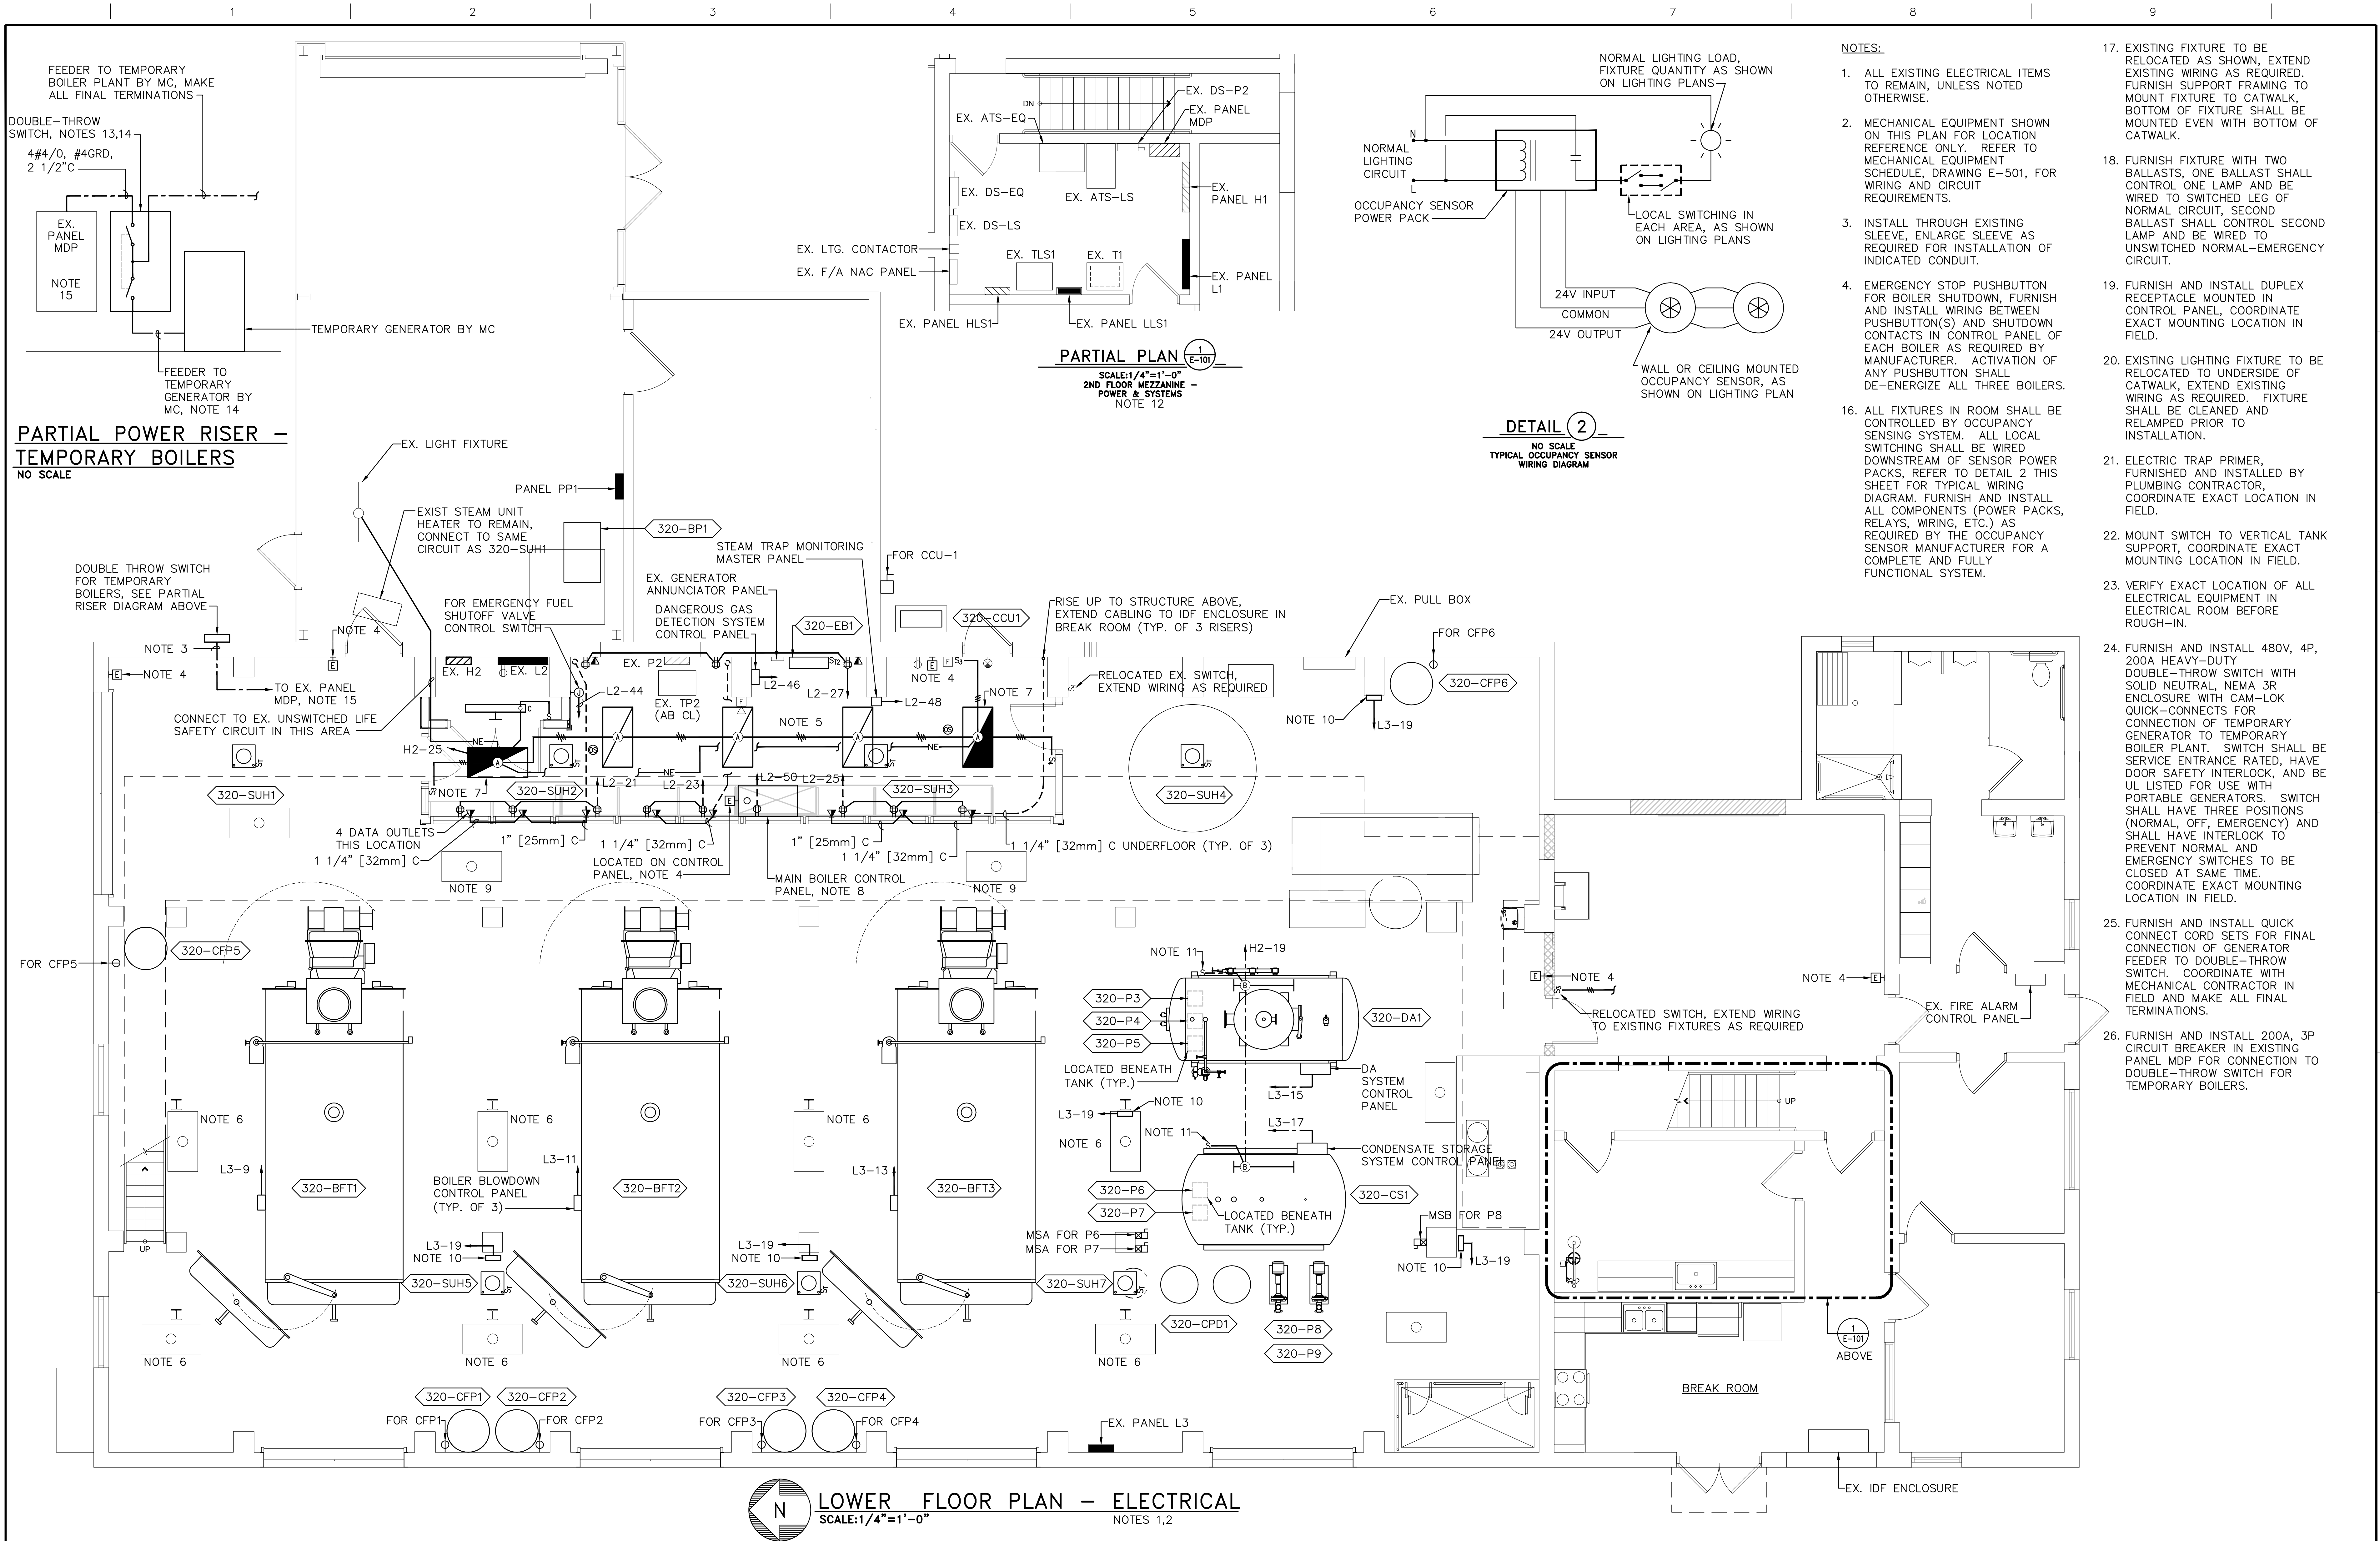 1 2 3 4 5 6 7 8 9
FEEDER TO TEMPORARY
BOILER PLANT BY MC, MAKE
ALL FINAL TERMINATIONS
DOUBLE-THROW
SWITCH, NOTES 13,14
4#4/0, #4GRD,
2 1/2"C
EX.
PANEL
MDP
NOTE
15
TEMPORARY GENERATOR BY MC
FEEDER TO
TEMPORARY
GENERATOR BY
MC, NOTE 14
PARTIAL POWER RISER -
TEMPORARY BOILERS
NO SCALE
DN
EX. DS-P2
EX. PANEL
MDP
EX. ATS-EQ
EX. DS-EQ
EX. ATS-LS
EX.
PANEL H1
EX. DS-LS
EX. LTG. CONTACTOR
EX. F/A NAC PANEL
EX. TLS1
EX. T1
EX. PANEL
L1
EX. PANEL HLS1
EX. PANEL LLS1
PARTIAL PLAN
1
E-101
SCALE:1/4"=1'-0"
2ND FLOOR MEZZANINE -
POWER & SYSTEMS
NOTE 12
NORMAL LIGHTING LOAD,
FIXTURE QUANTITY AS SHOWN
ON LIGHTING PLANS
N
NORMAL
LIGHTING
CIRCUIT
L
OCCUPANCY SENSOR
POWER PACK
LOCAL SWITCHING IN
EACH AREA, AS SHOWN
ON LIGHTING PLANS
24V INPUT
COMMON
24V OUTPUT
WALL OR CEILING MOUNTED
OCCUPANCY SENSOR, AS
SHOWN ON LIGHTING PLAN
DETAIL 2
NO SCALE
TYPICAL OCCUPANCY SENSOR
WIRING DIAGRAM
NOTES:
1. ALL EXISTING ELECTRICAL ITEMS
TO REMAIN, UNLESS NOTED
OTHERWISE.
2. MECHANICAL EQUIPMENT SHOWN
ON THIS PLAN FOR LOCATION
REFERENCE ONLY. REFER TO
MECHANICAL EQUIPMENT
SCHEDULE, DRAWING E-501, FOR
WIRING AND CIRCUIT
REQUIREMENTS.
3. INSTALL THROUGH EXISTING
SLEEVE, ENLARGE SLEEVE AS
REQUIRED FOR INSTALLATION OF
INDICATED CONDUIT.
4. EMERGENCY STOP PUSHBUTTON
FOR BOILER SHUTDOWN, FURNISH
AND INSTALL WIRING BETWEEN
PUSHBUTTON(S) AND SHUTDOWN
CONTACTS IN CONTROL PANEL OF
EACH BOILER AS REQUIRED BY
MANUFACTURER. ACTIVATION OF
ANY PUSHBUTTON SHALL
DE-ENERGIZE ALL THREE BOILERS.
16. ALL FIXTURES IN ROOM SHALL BE
CONTROLLED BY OCCUPANCY
SENSING SYSTEM. ALL LOCAL
SWITCHING SHALL BE WIRED
DOWNSTREAM OF SENSOR POWER
PACKS, REFER TO DETAIL 2 THIS
SHEET FOR TYPICAL WIRING
DIAGRAM. FURNISH AND INSTALL
ALL COMPONENTS (POWER PACKS,
RELAYS, WIRING, ETC.) AS
REQUIRED BY THE OCCUPANCY
SENSOR MANUFACTURER FOR A
COMPLETE AND FULLY
FUNCTIONAL SYSTEM.
17. EXISTING FIXTURE TO BE
RELOCATED AS SHOWN, EXTEND
EXISTING WIRING AS REQUIRED.
FURNISH SUPPORT FRAMING TO
MOUNT FIXTURE TO CATWALK,
BOTTOM OF FIXTURE SHALL BE
MOUNTED EVEN WITH BOTTOM OF
CATWALK.
18. FURNISH FIXTURE WITH TWO
BALLASTS, ONE BALLAST SHALL
CONTROL ONE LAMP AND BE
WIRED TO SWITCHED LEG OF
NORMAL CIRCUIT, SECOND
BALLAST SHALL CONTROL SECOND
LAMP AND BE WIRED TO
UNSWITCHED NORMAL-EMERGENCY
CIRCUIT.
19. FURNISH AND INSTALL DUPLEX
RECEPTACLE MOUNTED IN
CONTROL PANEL, COORDINATE
EXACT MOUNTING LOCATION IN
FIELD.
20. EXISTING LIGHTING FIXTURE TO BE
RELOCATED TO UNDERSIDE OF
CATWALK, EXTEND EXISTING
WIRING AS REQUIRED. FIXTURE
SHALL BE CLEANED AND
RELAMPED PRIOR TO
INSTALLATION.
21. ELECTRIC TRAP PRIMER,
FURNISHED AND INSTALLED BY
PLUMBING CONTRACTOR,
COORDINATE EXACT LOCATION IN
FIELD.
22. MOUNT SWITCH TO VERTICAL TANK
SUPPORT, COORDINATE EXACT
MOUNTING LOCATION IN FIELD.
23. VERIFY EXACT LOCATION OF ALL
ELECTRICAL EQUIPMENT IN
ELECTRICAL ROOM BEFORE
ROUGH-IN.
24. FURNISH AND INSTALL 480V, 4P,
200A HEAVY-DUTY
DOUBLE-THROW SWITCH WITH
SOLID NEUTRAL, NEMA 3R
ENCLOSURE WITH CAM-LOK
QUICK-CONNECTS FOR
CONNECTION OF TEMPORARY
GENERATOR TO TEMPORARY
BOILER PLANT. SWITCH SHALL BE
SERVICE ENTRANCE RATED, HAVE
DOOR SAFETY INTERLOCK, AND BE
UL LISTED FOR USE WITH
PORTABLE GENERATORS. SWITCH
SHALL HAVE THREE POSITIONS
(NORMAL, OFF, EMERGENCY) AND
SHALL HAVE INTERLOCK TO
PREVENT NORMAL AND
EMERGENCY SWITCHES TO BE
CLOSED AT SAME TIME.
COORDINATE EXACT MOUNTING
LOCATION IN FIELD.
25. FURNISH AND INSTALL QUICK
CONNECT CORD SETS FOR FINAL
CONNECTION OF GENERATOR
FEEDER TO DOUBLE-THROW
SWITCH. COORDINATE WITH
MECHANICAL CONTRACTOR IN
FIELD AND MAKE ALL FINAL
TERMINATIONS.
26. FURNISH AND INSTALL 200A, 3P
CIRCUIT BREAKER IN EXISTING
PANEL MDP FOR CONNECTION TO
DOUBLE-THROW SWITCH FOR
TEMPORARY BOILERS.
EX. LIGHT FIXTURE
PANEL PP1
EXIST STEAM UNIT
HEATER TO REMAIN,
CONNECT TO SAME
CIRCUIT AS 320-SUH1
320-BP1
STEAM TRAP MONITORING
MASTER PANEL
FOR CCU-1
DOUBLE THROW SWITCH
FOR TEMPORARY
BOILERS, SEE PARTIAL
RISER DIAGRAM ABOVE
FOR EMERGENCY FUEL
SHUTOFF VALVE
CONTROL SWITCH
EX. GENERATOR
ANNUNCIATOR PANEL
DANGEROUS GAS
DETECTION SYSTEM
CONTROL PANEL
320-EB1
320-CCU1
RISE UP TO STRUCTURE ABOVE,
EXTEND CABLING TO IDF ENCLOSURE IN
BREAK ROOM (TYP. OF 3 RISERS)
EX. PULL BOX
FOR CFP6
NOTE 3
NOTE 4
E
NOTE 4
E
TO EX. PANEL
MDP, NOTE 15
CONNECT TO EX. UNSWITCHED LIFE
SAFETY CIRCUIT IN THIS AREA
EX. H2
EX. L2
EX. P2
J
L2-44
EX. TP2
(AB CL)
L2-46
L2-27
L2-48
E
NOTE 4
F
S3
NOTE 7
NOTE 5
RELOCATED EX. SWITCH,
EXTEND WIRING AS REQUIRED
320-CFP6
NOTE 10
L3-19
H2-25
NE
A
A
A
A
A
OS
OS
NE
NE
NOTE 7
320-SUH1
320-SUH2
L2-21
L2-23
L2-50
L2-25
320-SUH3
320-SUH4
E
4 DATA OUTLETS
THIS LOCATION
1 1/4" [32mm] C
1" [25mm] C
1 1/4" [32mm] C
LOCATED ON CONTROL
PANEL, NOTE 4
MAIN BOILER CONTROL
PANEL, NOTE 8
1" [25mm] C
1 1/4" [32mm] C
1 1/4" [32mm] C UNDERFLOOR (TYP. OF 3)
NOTE 9
NOTE 9
FOR CFP5
320-CFP5
NOTE 11
H2-19
B
320-P3
320-P4
320-P5
320-DA1
LOCATED BENEATH
TANK (TYP.)
DA
SYSTEM
CONTROL
PANEL
L3-15
E
NOTE 4
NOTE 4
E
RELOCATED SWITCH, EXTEND WIRING
TO EXISTING FIXTURES AS REQUIRED
EX. FIRE ALARM
CONTROL PANEL
NOTE 6
NOTE 6
NOTE 6
L3-19
NOTE 10
NOTE 6
NOTE 11
L3-17
B
CONDENSATE STORAGE
SYSTEM CONTROL PANEL
UP
L3-9
320-BFT1
L3-11
BOILER BLOWDOWN
CONTROL PANEL
(TYP. OF 3)
320-BFT2
L3-13
320-BFT3
320-P6
320-P7
320-CS1
LOCATED BENEATH
TANK (TYP.)
MSA FOR P6
MSA FOR P7
MSB FOR P8
NOTE 10
L3-19
UP
L3-19
NOTE 10
320-SUH5
L3-19
NOTE 10
320-SUH6
320-SUH7
320-CPD1
320-P8
320-P9
NOTE 6
NOTE 6
NOTE 6
NOTE 6
1
E-101
ABOVE
BREAK ROOM
320-CFP1
320-CFP2
320-CFP3
320-CFP4
FOR CFP1
FOR CFP2
FOR CFP3
FOR CFP4
EX. PANEL L3
EX. IDF ENCLOSURE
N
LOWER FLOOR PLAN - ELECTRICAL
SCALE:1/4"=1'-0"
NOTES 1,2